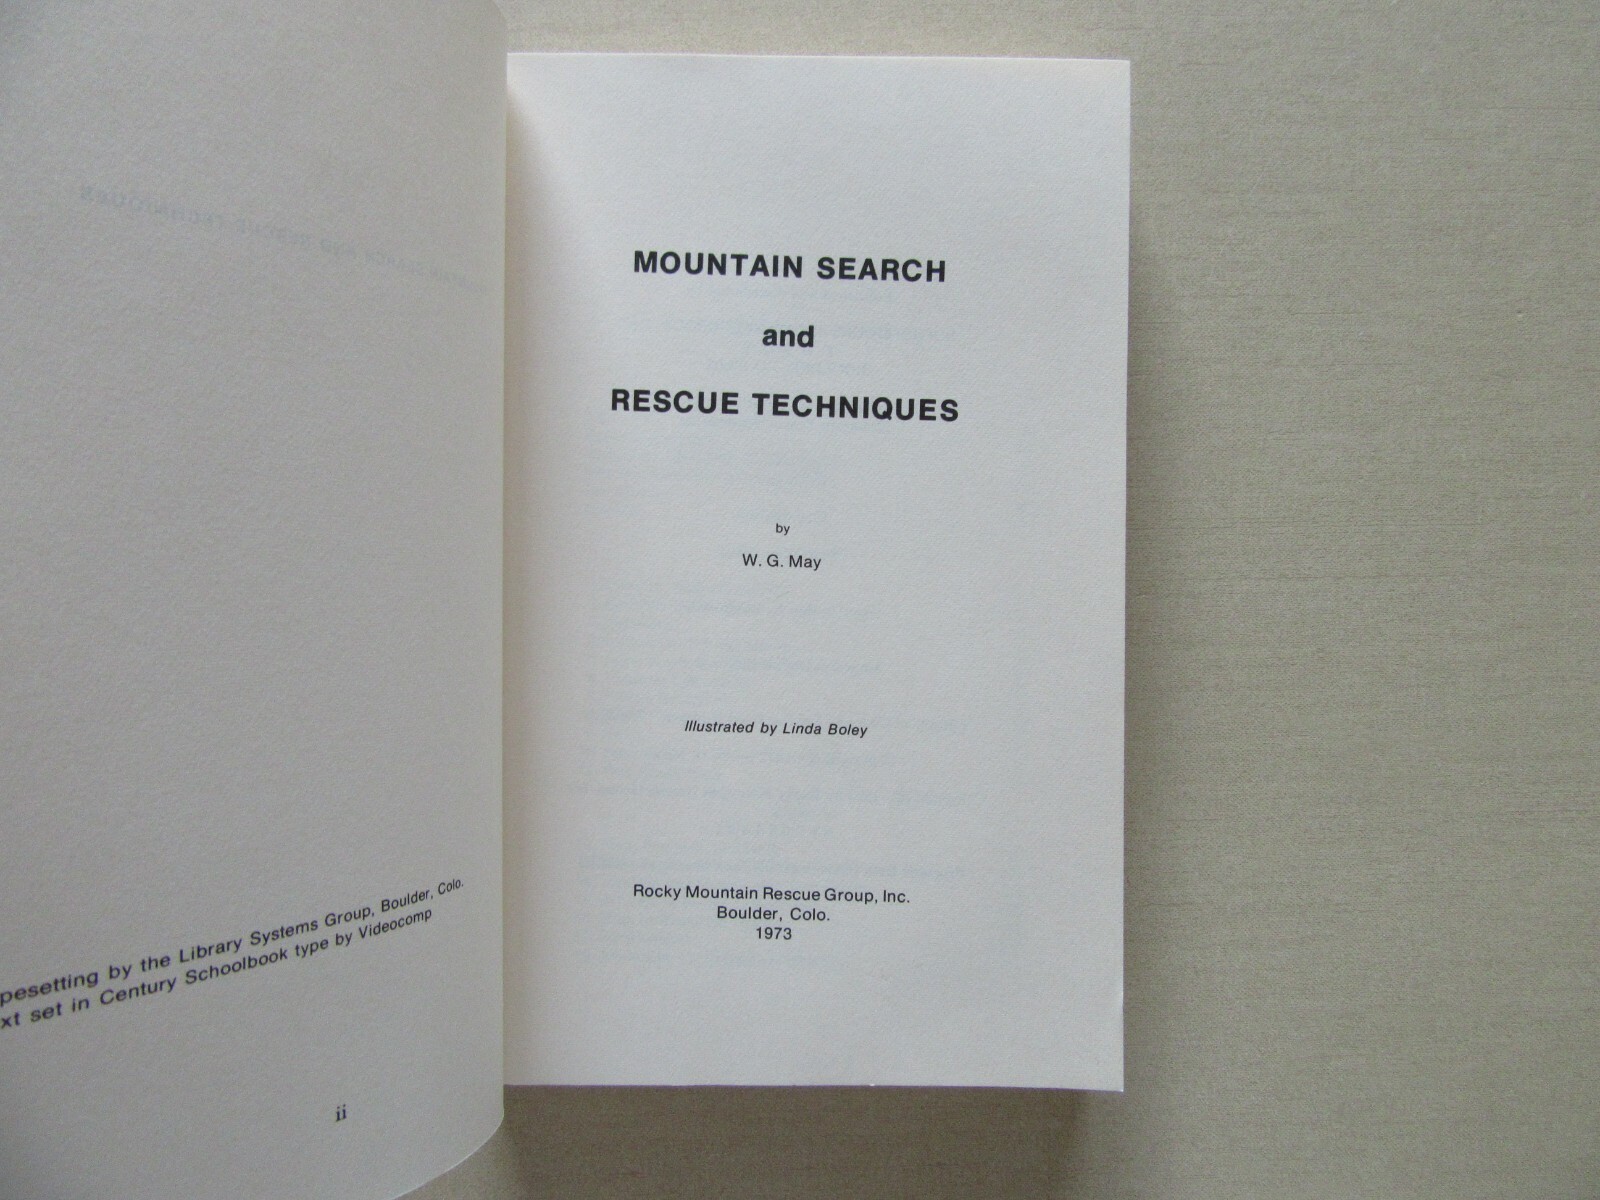 pesetting by the Library Systems Group, Boulder, Colo.
xt set in Century Schoolbook type by Videocomp
ii
MOUNTAIN SEARCH
and
RESCUE TECHNIQUES
by
W. G. May
Illustrated by Linda Boley
Rocky Mountain Rescue Group, Inc.
Boulder, Colo.
1973